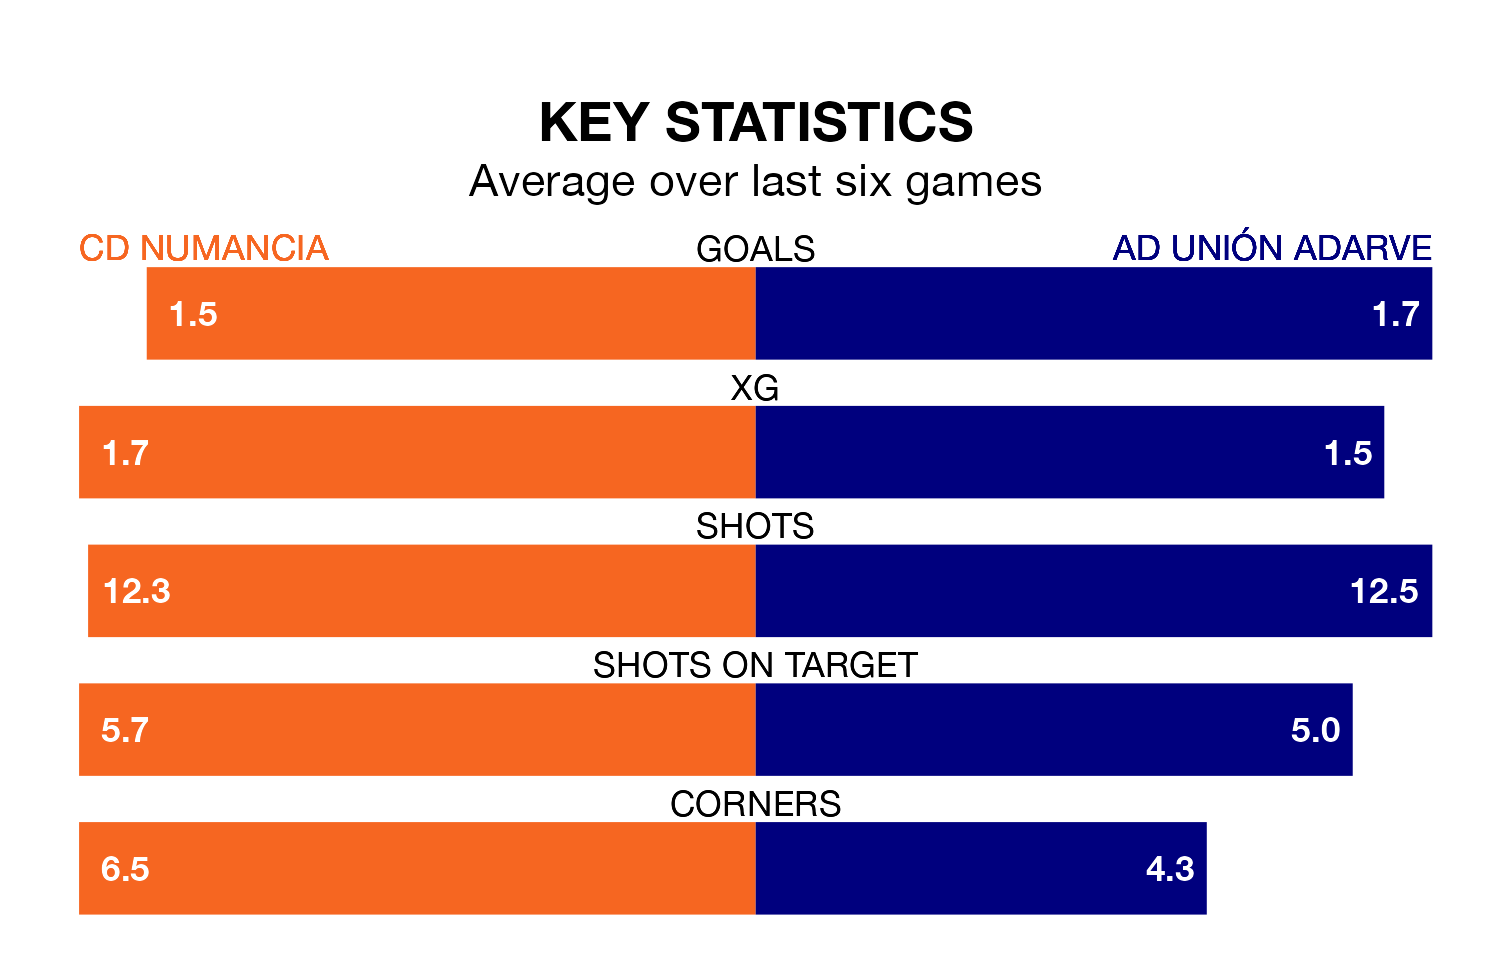 KEY STATISTICS
Average over last six games
CD NUMANCIA GOALS AD UNIÓN ADARVE
1.5 1.7
XG
1.7 1.5
SHOTS
12.3 12.5
SHOTS ON TARGET
5.7 5.0
CORNERS
6.5 4.3